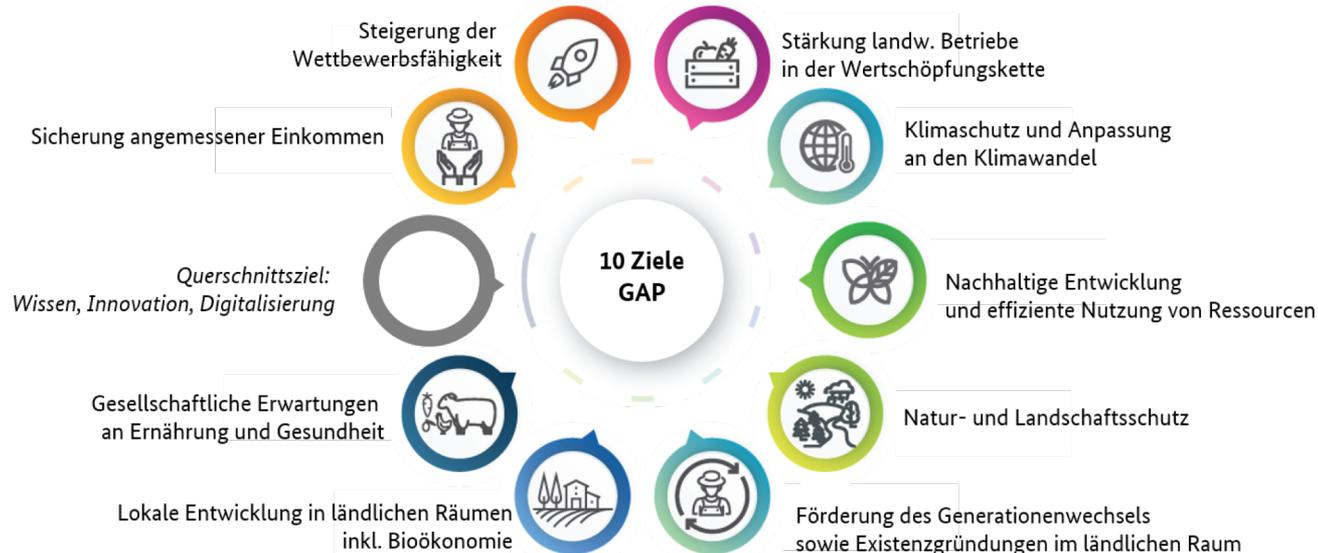 Steigerung der
Wettbewerbsfähigkeit
Stärkung landw. Betriebe
in der Wertschöpfungskette
Sicherung angemessener Einkommen
Klimaschutz und Anpassung
an den Klimawandel
10 Ziele
GAP
Querschnittsziel:
Wissen, Innovation, Digitalisierung
Nachhaltige Entwicklung
und effiziente Nutzung von Ressourcen
Gesellschaftliche Erwartungen
an Ernährung und Gesundheit
Natur- und Landschaftsschutz
Lokale Entwicklung in ländlichen Räumen
inkl. Bioökonomie
Förderung des Generationenwechsels
sowie Existenzgründungen im ländlichen Raum